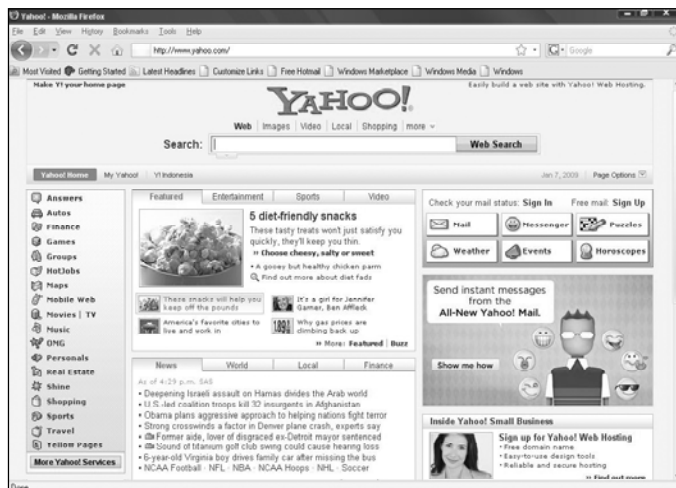 Yahoo! - Mozilla Firefox
File Edit View History Bookmarks Tools Help
http://www.yahoo.com/
Google
Most Visited Getting Started Latest Headlines Customize Links Free Hotmail Windows Marketplace Windows Media Windows
Make Y! your home page
Easily build a web site with Yahoo! Web Hosting.
YAHOO!
Web Images Video Local Shopping more
Search: Web Search
Yahoo! Home My Yahoo! Y! Indonesia
Jan 7, 2009 Page Options
Answers
Autos
Finance
Games
Groups
HotJobs
Maps
Mobile Web
Movies | TV
Music
OMG
Personals
Real Estate
Shine
Shopping
Sports
Travel
Yellow Pages
More Yahoo! Services
Featured Entertainment Sports Video
5 diet-friendly snacks
These tasty treats won't just satisfy you
quickly, they'll keep you thin.
» Choose cheesy, salty or sweet
• A gooey but healthy chicken parm
Find out more about diet fads
These snacks will help you
keep off the pounds
It's a girl for Jennifer
Garner, Ben Affleck
America's favorite cities to
live and work in
Why gas prices are
climbing back up
» More: Featured | Buzz
News World Local Finance
As of 4:29 p.m. SAS
• Deepening Israeli assault on Hamas divides the Arab world
• U.S.-led coalition troops kill 32 insurgents in Afghanistan
• Obama plans aggressive approach to helping nations fight terror
• Strong crosswinds a factor in Denver plane crash, experts say
• Former aide, lover of disgraced ex-Detroit mayor sentenced
• Sound of titanium golf club swing could cause hearing loss
• 6-year-old Virginia boy drives family car after missing the bus
• NCAA Football · NFL · NBA · NCAA Hoops · NHL · Soccer
Check your mail status: Sign In Free mail: Sign Up
Mail Messenger Puzzles
Weather Events Horoscopes
Send instant messages
from the
All-New Yahoo! Mail.
Show me how
Inside Yahoo! Small Business
Sign up for Yahoo! Web Hosting
• Free domain name
• Easy-to-use design tools
• Reliable and secure hosting
» Find out more
Done